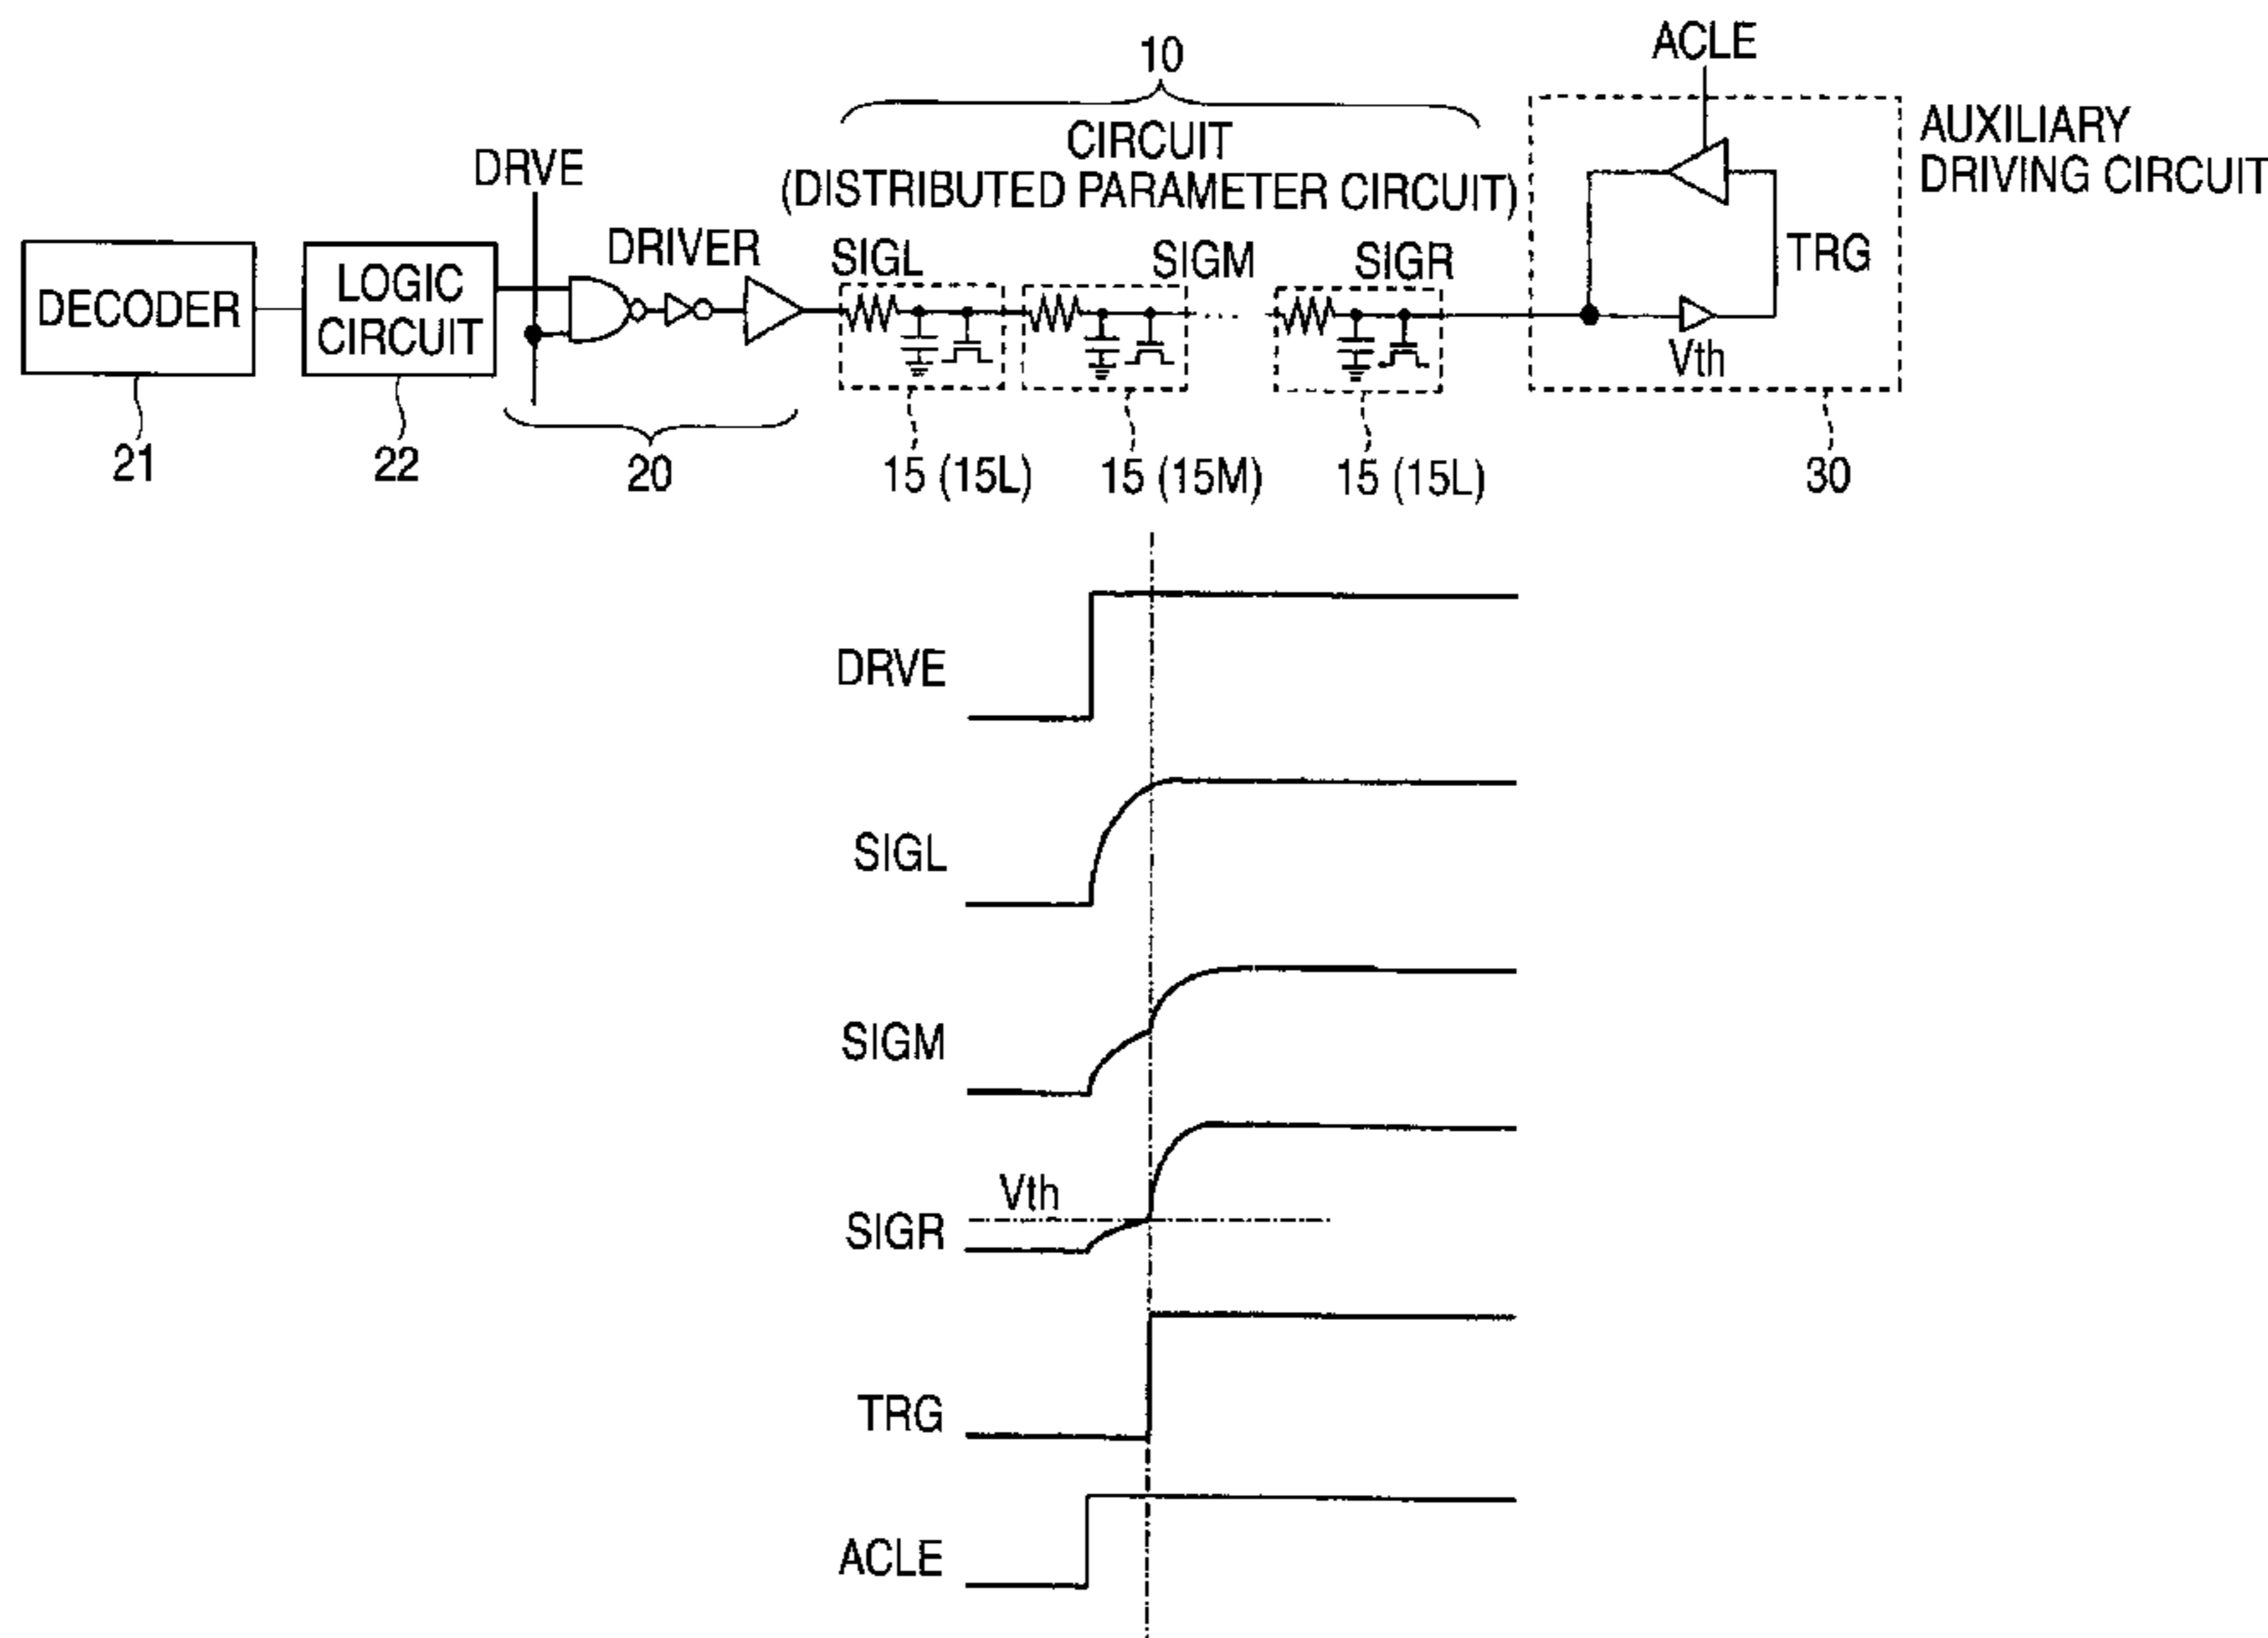 10
ACLE
CIRCUIT
(DISTRIBUTED PARAMETER CIRCUIT)
AUXILIARY
DRIVING CIRCUIT
DRVE
DRIVER
SIGL
SIGM
SIGR
TRG
DECODER
LOGIC
CIRCUIT
Vth
21
22
20
15 (15L)
15 (15M)
15 (15L)
30
DRVE
SIGL
SIGM
Vth
SIGR
TRG
ACLE